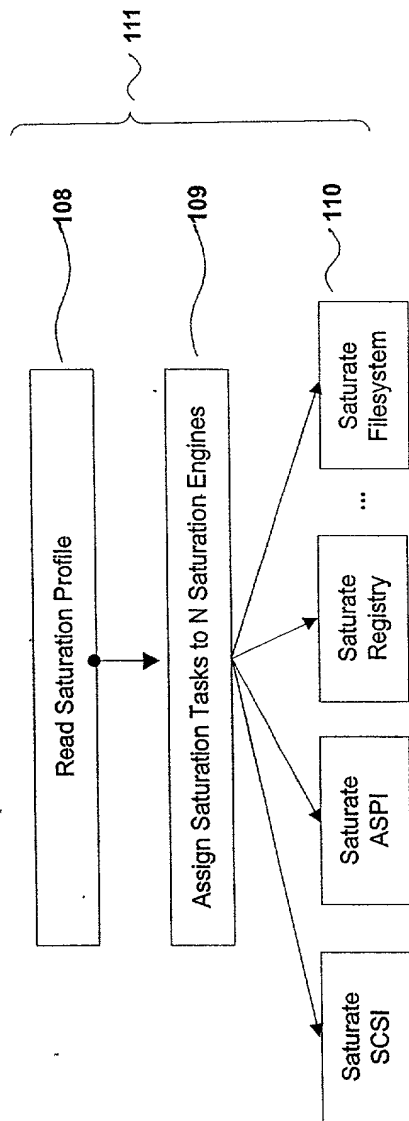 111
108
Read Saturation Profile
109
Assign Saturation Tasks to N Saturation Engines
110
Saturate
SCSI
Saturate
ASPI
Saturate
Registry
...
Saturate
Filesystem